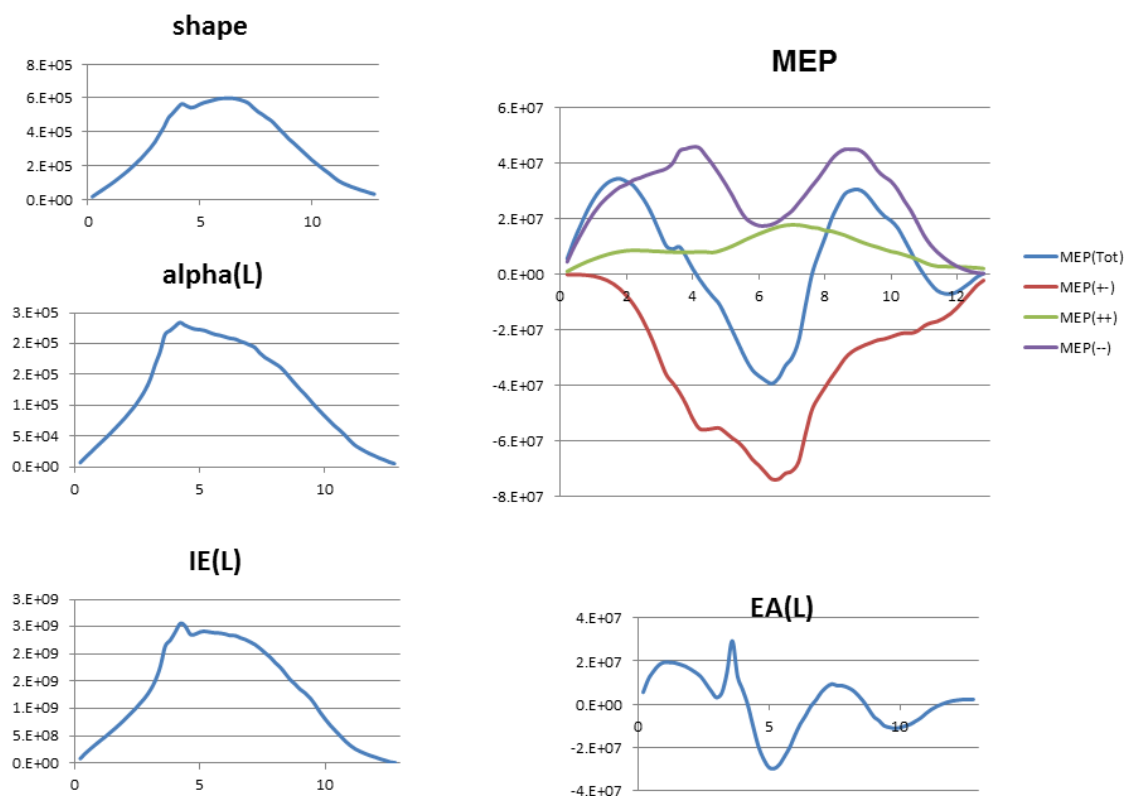 shape
8.E+05
6.E+05
4.E+05
2.E+05
0.E+00
0 5 10
alpha(L)
3.E+05
2.E+05
2.E+05
1.E+05
5.E+04
0.E+00
0 5 10
IE(L)
3.E+09
3.E+09
2.E+09
2.E+09
1.E+09
5.E+08
0.E+00
0 5 10
MEP
6.E+07
4.E+07
2.E+07
0.E+00
-2.E+07
-4.E+07
-6.E+07
-8.E+07
0 2 4 6 8 10 12
MEP(Tot)
MEP(+-)
MEP(++)
MEP(--)
EA(L)
4.E+07
2.E+07
0.E+00
-2.E+07
-4.E+07
0 5 10